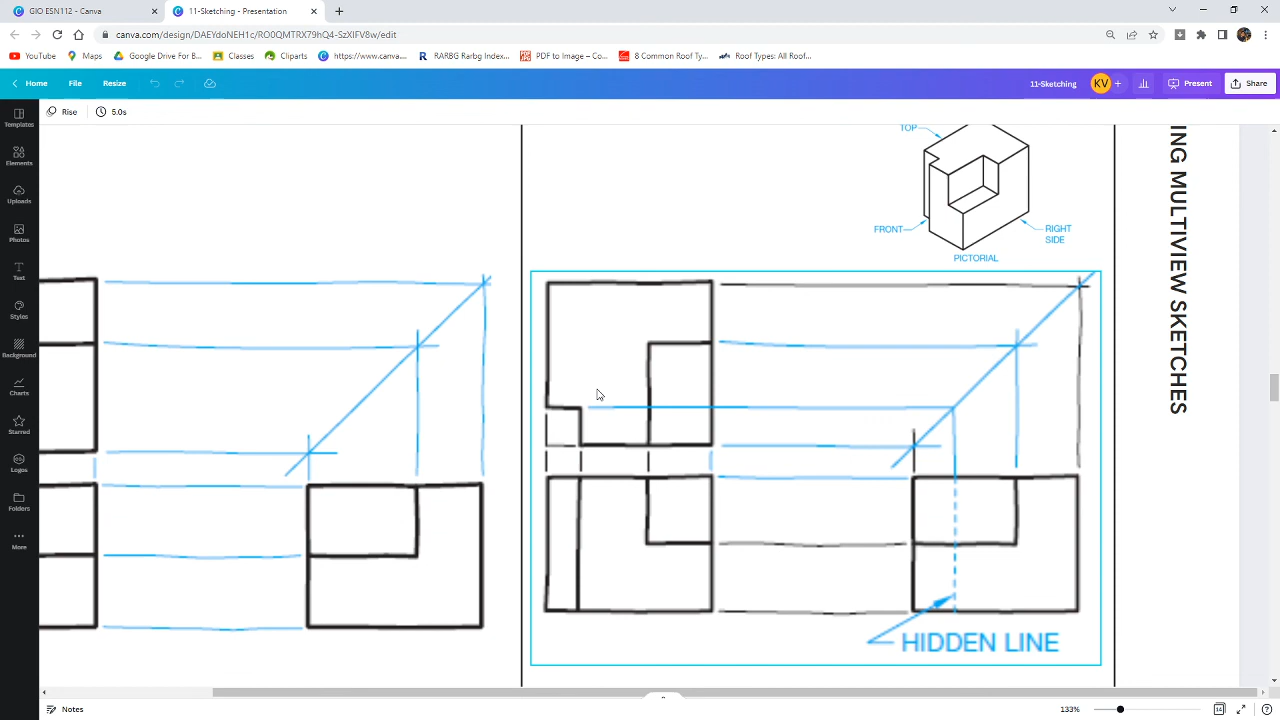 GIO ESN112 - Canva
11-Sketching - Presentation
canva.com/design/DAEYdoNEH1c/RO0QMTRX79hQ4-SzXIFV8w/edit
YouTube
Maps
Google Drive For B...
Classes
Cliparts
https://www.canva....
RARBG Rarbg Index...
PDF to Image – Co...
8 Common Roof Ty...
Roof Types: All Roof...
Home
File
Resize
11-Sketching
KV
Present
Share
Rise
5.0s
Templates
Elements
Uploads
Photos
Text
Styles
Background
Charts
Starred
Logos
Folders
More
TOP
FRONT
RIGHT
SIDE
PICTORIAL
HIDDEN LINE
ING MULTIVIEW SKETCHES
Notes
133%
14